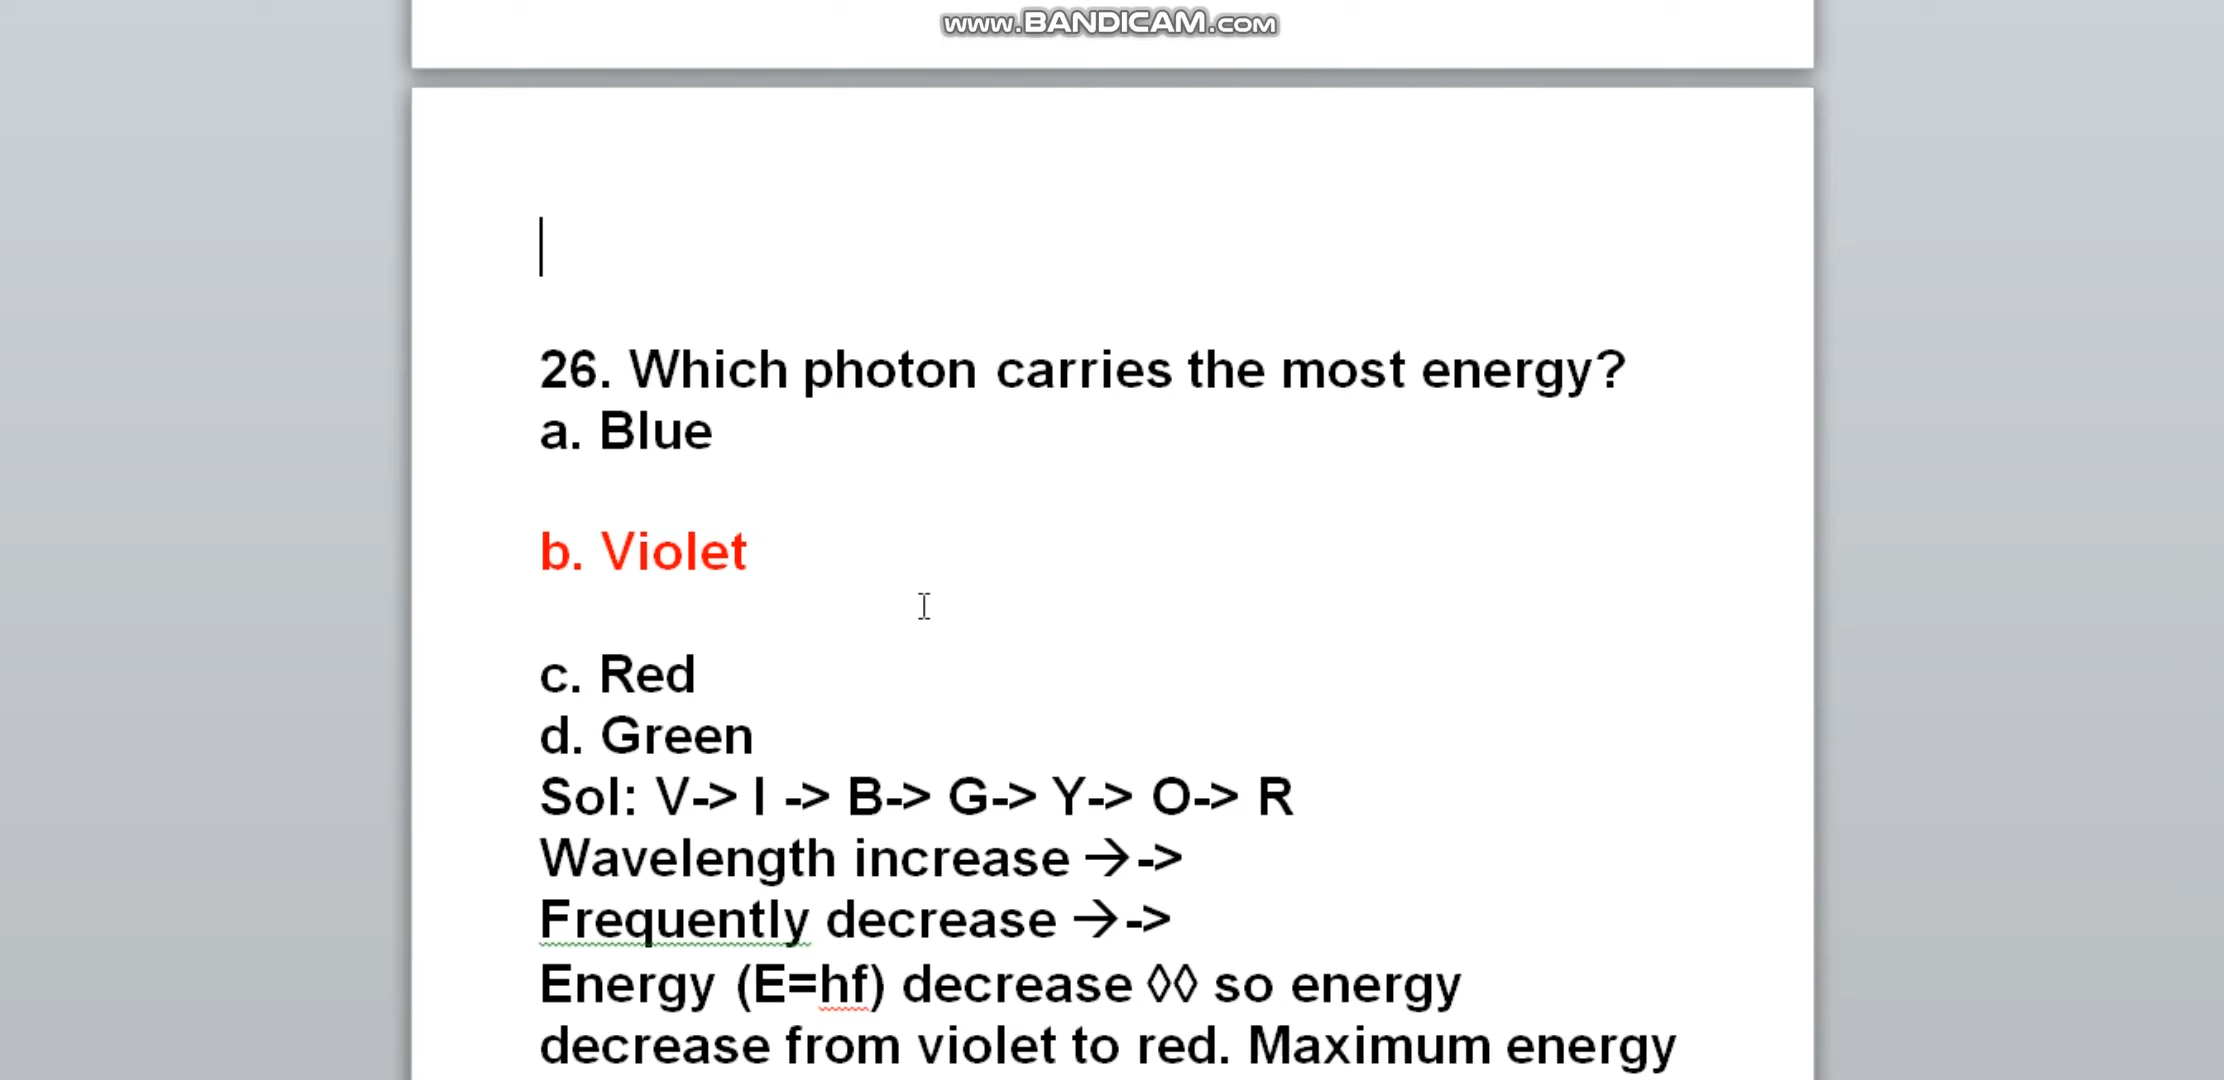 www.BANDICAM.com
26. Which photon carries the most energy?
a. Blue
b. Violet
c. Red
d. Green
Sol: V-> I -> B-> G-> Y-> O-> R
Wavelength increase →->
Frequently decrease →->
Energy (E=hf) decrease ◊◊ so energy
decrease from violet to red. Maximum energy